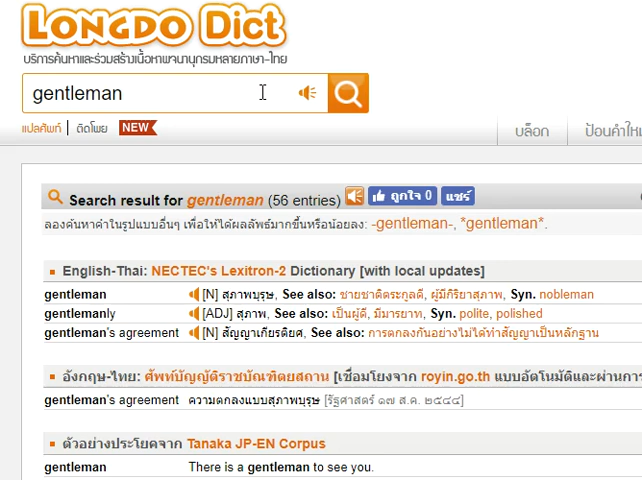 LONGDO Dict
บริการค้นหาและร่วมสร้างเนื้อหาพจนานุกรมหลายภาษา-ไทย
gentleman
แปลศัพท์ | ติดโพย NEW บล็อก ป้อนคำใหม
Search result for gentleman (56 entries) ถูกใจ 0 แชร์
ลองค้นหาคำในรูปแบบอื่นๆ เพื่อให้ได้ผลลัพธ์มากขึ้นหรือน้อยลง: -gentleman-, *gentleman*.
English-Thai: NECTEC's Lexitron-2 Dictionary [with local updates]
gentleman [N] สุภาพบุรุษ, See also: ชายชาติตระกูลดี, ผู้มีกิริยาสุภาพ, Syn. nobleman
gentlemanly [ADJ] สุภาพ, See also: เป็นผู้ดี, มีมารยาท, Syn. polite, polished
gentleman's agreement [N] สัญญาเกียรติยศ, See also: การตกลงกันอย่างไม่ได้ทำสัญญาเป็นหลักฐาน
อังกฤษ-ไทย: ศัพท์บัญญัติราชบัณฑิตยสถาน [เชื่อมโยงจาก royin.go.th แบบอัตโนมัติและผ่านการ
gentleman's agreement ความตกลงแบบสุภาพบุรุษ [รัฐศาสตร์ ๑๗ ส.ค. ๒๕๔๔]
ตัวอย่างประโยคจาก Tanaka JP-EN Corpus
gentleman There is a gentleman to see you.